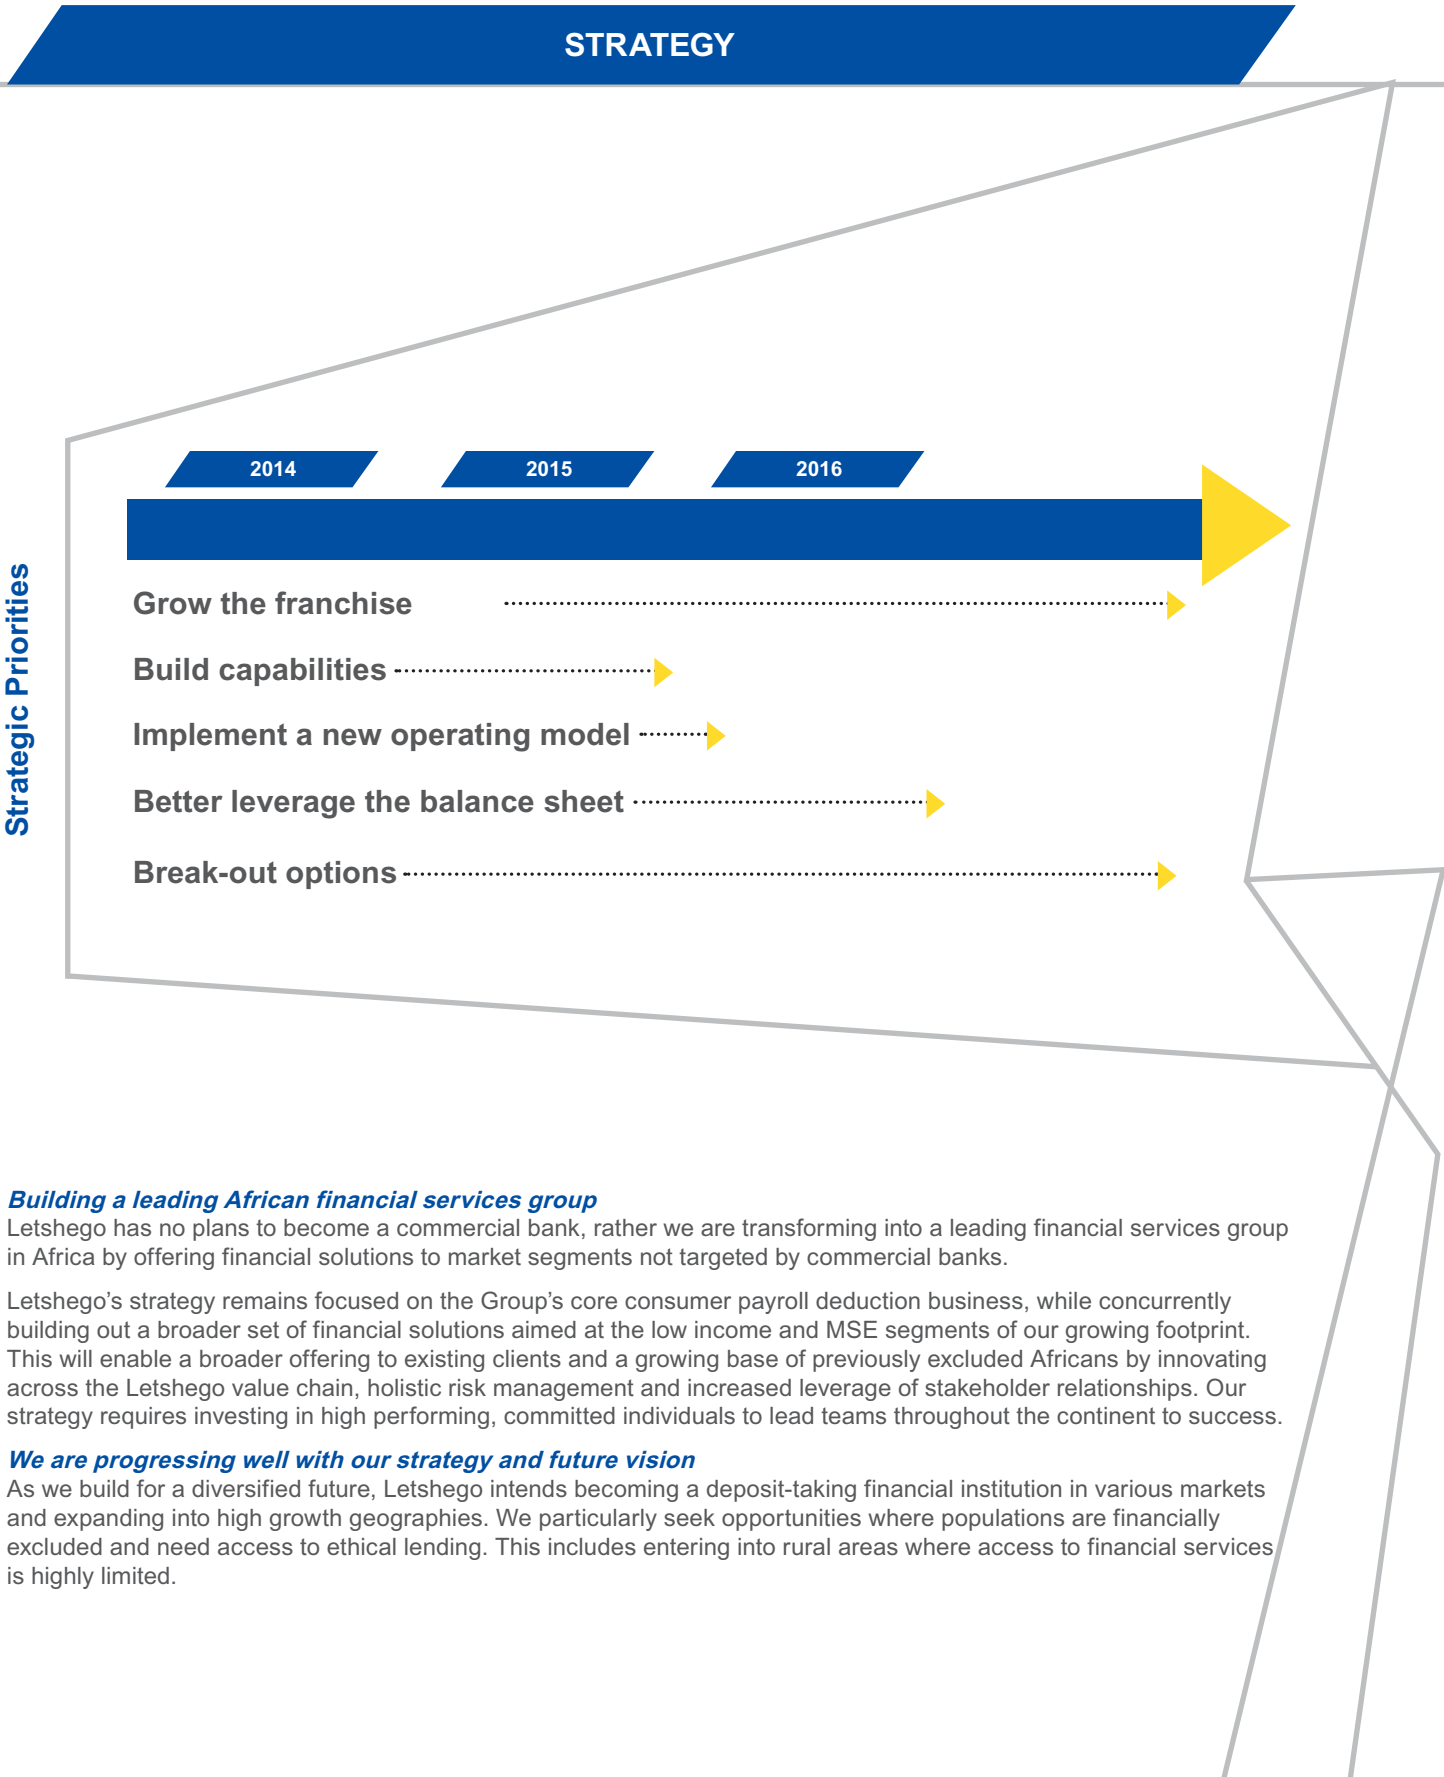 STRATEGY
2014 2015 2016
Strategic Priorities
Grow the franchise
Build capabilities
Implement a new operating model
Better leverage the balance sheet
Break-out options
Building a leading African financial services group
Letshego has no plans to become a commercial bank, rather we are transforming into a leading financial services group
in Africa by offering financial solutions to market segments not targeted by commercial banks.
Letshego’s strategy remains focused on the Group’s core consumer payroll deduction business, while concurrently
building out a broader set of financial solutions aimed at the low income and MSE segments of our growing footprint.
This will enable a broader offering to existing clients and a growing base of previously excluded Africans by innovating
across the Letshego value chain, holistic risk management and increased leverage of stakeholder relationships. Our
strategy requires investing in high performing, committed individuals to lead teams throughout the continent to success.
We are progressing well with our strategy and future vision
As we build for a diversified future, Letshego intends becoming a deposit-taking financial institution in various markets
and expanding into high growth geographies. We particularly seek opportunities where populations are financially
excluded and need access to ethical lending. This includes entering into rural areas where access to financial services
is highly limited.